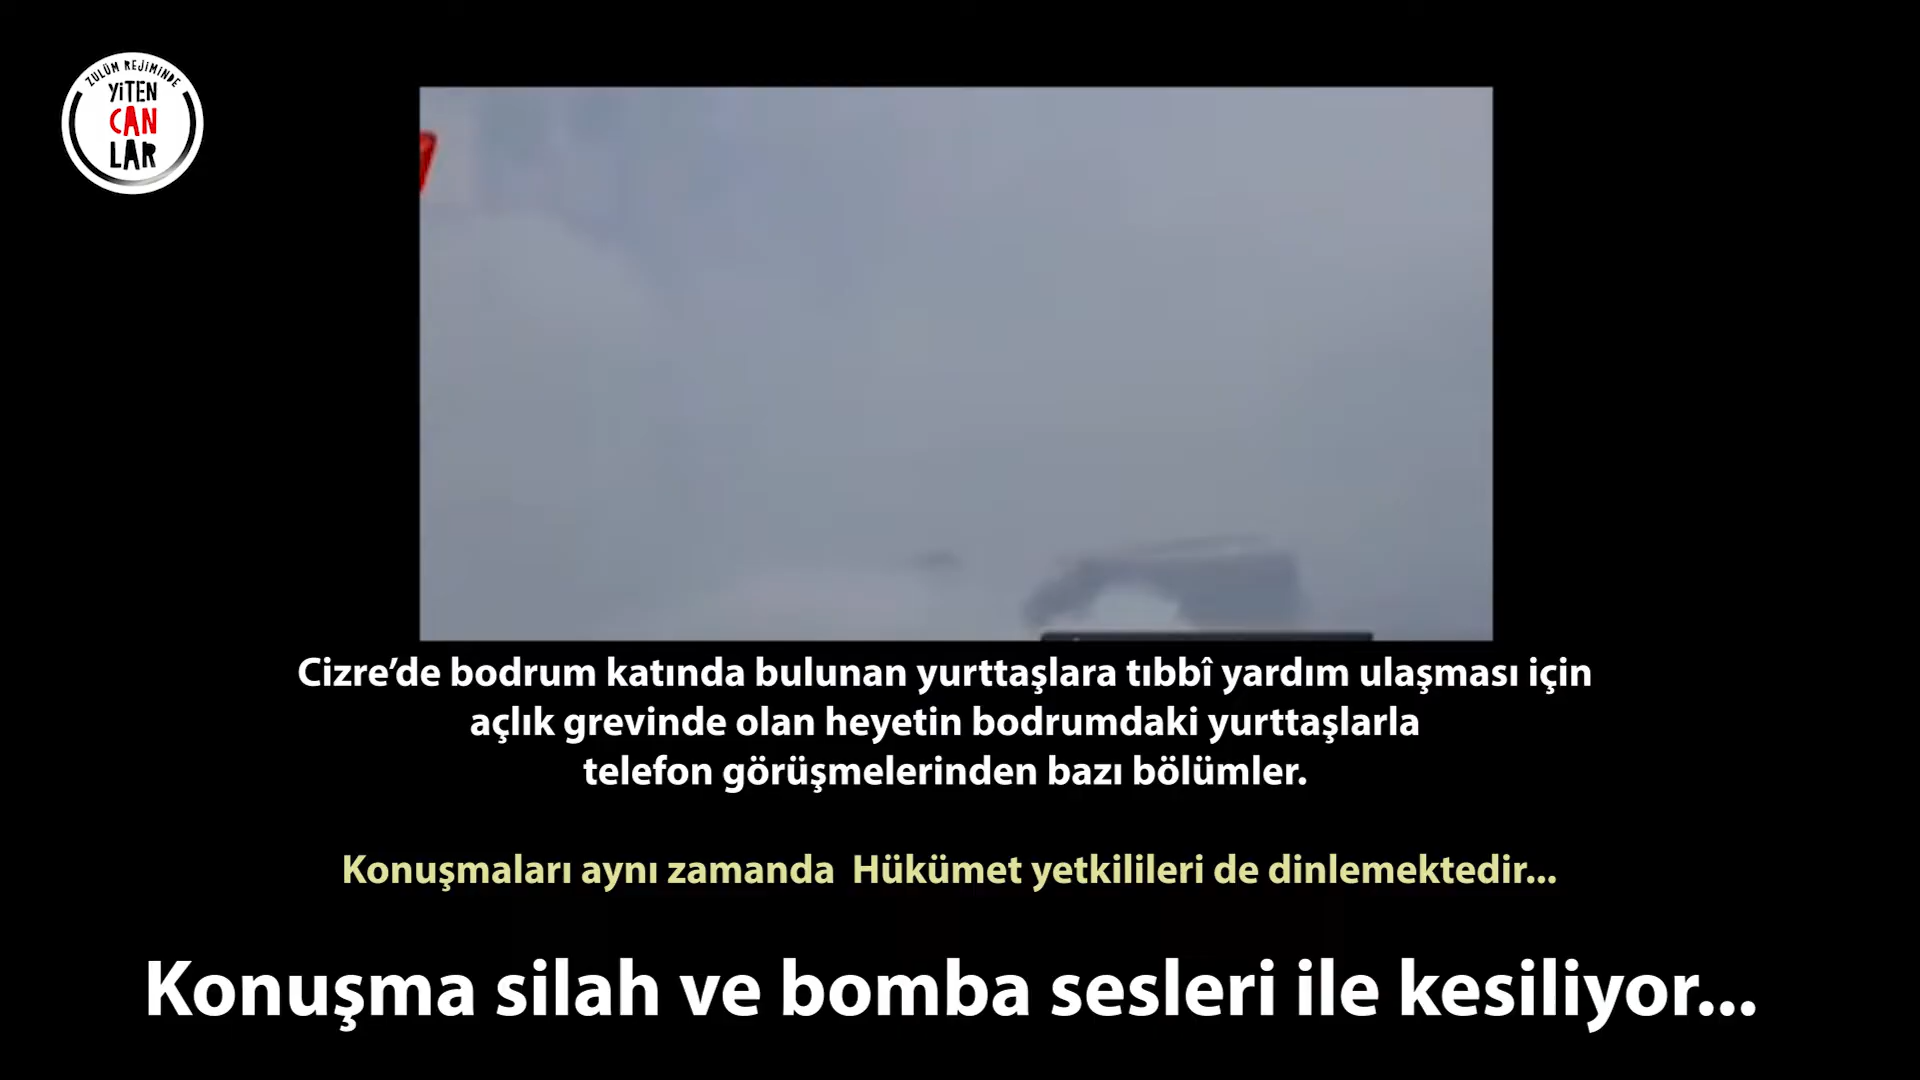 ZULÜM REJİMİNDE
YİTEN
CAN
LAR
Cizre’de bodrum katında bulunan yurttaşlara tıbbî yardım ulaşması için
açlık grevinde olan heyetin bodrumdaki yurttaşlarla
telefon görüşmelerinden bazı bölümler.
Konuşmaları aynı zamanda Hükümet yetkilileri de dinlemektedir...
Konuşma silah ve bomba sesleri ile kesiliyor...